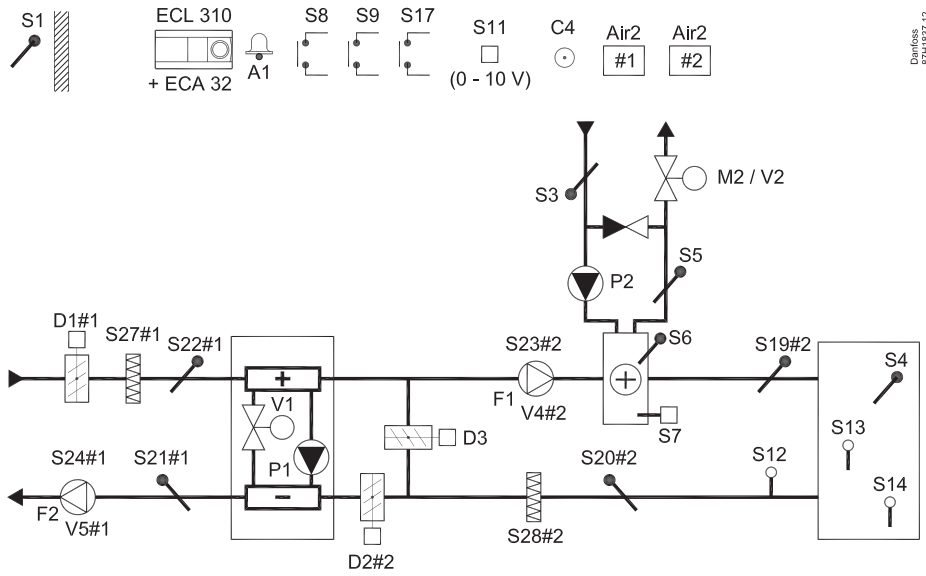 S1
ECL 310
+ ECA 32
A1
S8
S9
S17
S11
(0 - 10 V)
C4
Air2
#1
Air2
#2
Danfoss
M2 / V2
S3
S5
P2
D1#1
S27#1
S22#1
S23#2
S6
S19#2
S4
+
+
F1
V4#2
V1
S7
D3
S13
S24#1
S21#1
P1
S20#2
S12
S14
-
F2
V5#1
S28#2
D2#2